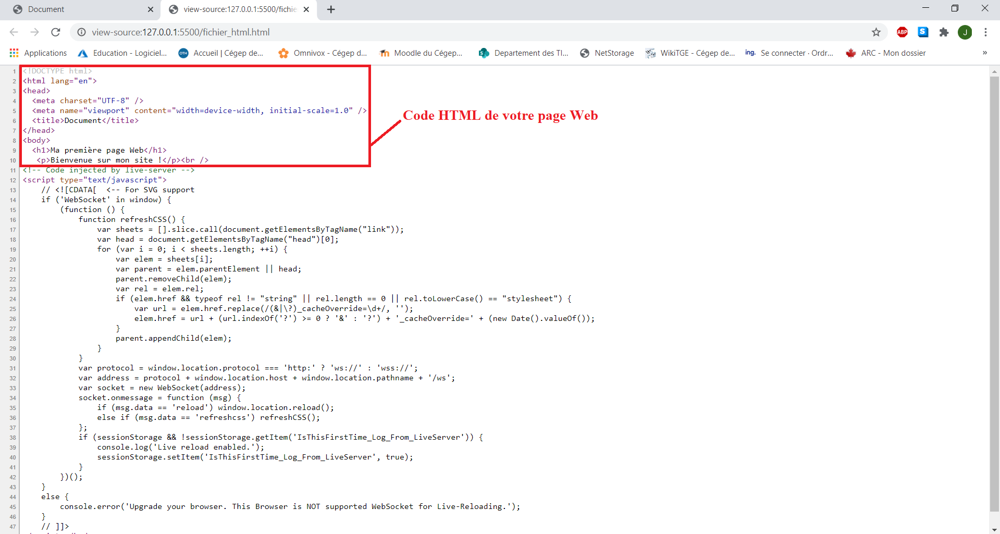 Document
view-source:127.0.0.1:5500/fichie
view-source:127.0.0.1:5500/fichier_html.html
ABP
S
J
Applications
Education - Logiciel...
OTH
Accueil | Cégep de...
Omnivox - Cégep d...
Moodle du Cégep...
Departement des TI...
NetStorage
WikiTGE - Cégep de...
ing. Se connecter · Ordr...
ARC - Mon dossier
»
1 <!DOCTYPE html>
2 <html lang="en">
3 <head>
4 <meta charset="UTF-8" />
5 <meta name="viewport" content="width=device-width, initial-scale=1.0" />
6 <title>Document</title>
7 </head>
8 <body>
9 <h1>Ma première page Web</h1>
10 <p>Bienvenue sur mon site !</p><br />
Code HTML de votre page Web
11 <!-- Code injected by live-server -->
12 <script type="text/javascript">
13 // <![CDATA[  <-- For SVG support
14 if ('WebSocket' in window) {
15 (function () {
16 function refreshCSS() {
17 var sheets = [].slice.call(document.getElementsByTagName("link"));
18 var head = document.getElementsByTagName("head")[0];
19 for (var i = 0; i < sheets.length; ++i) {
20 var elem = sheets[i];
21 var parent = elem.parentElement || head;
22 parent.removeChild(elem);
23 var rel = elem.rel;
24 if (elem.href && typeof rel != "string" || rel.length == 0 || rel.toLowerCase() == "stylesheet") {
25 var url = elem.href.replace(/(&|\?)_cacheOverride=\d+/, '');
26 elem.href = url + (url.indexOf('?') >= 0 ? '&' : '?') + '_cacheOverride=' + (new Date().valueOf());
27 }
28 parent.appendChild(elem);
29 }
30 }
31 var protocol = window.location.protocol === 'http:' ? 'ws://' : 'wss://';
32 var address = protocol + window.location.host + window.location.pathname + '/ws';
33 var socket = new WebSocket(address);
34 socket.onmessage = function (msg) {
35 if (msg.data == 'reload') window.location.reload();
36 else if (msg.data == 'refreshcss') refreshCSS();
37 };
38 if (sessionStorage && !sessionStorage.getItem('IsThisFirstTime_Log_From_LiveServer')) {
39 console.log('Live reload enabled.');
40 sessionStorage.setItem('IsThisFirstTime_Log_From_LiveServer', true);
41 }
42 })();
43 }
44 else {
45 console.error('Upgrade your browser. This Browser is NOT supported WebSocket for Live-Reloading.');
46 }
47 // ]]>